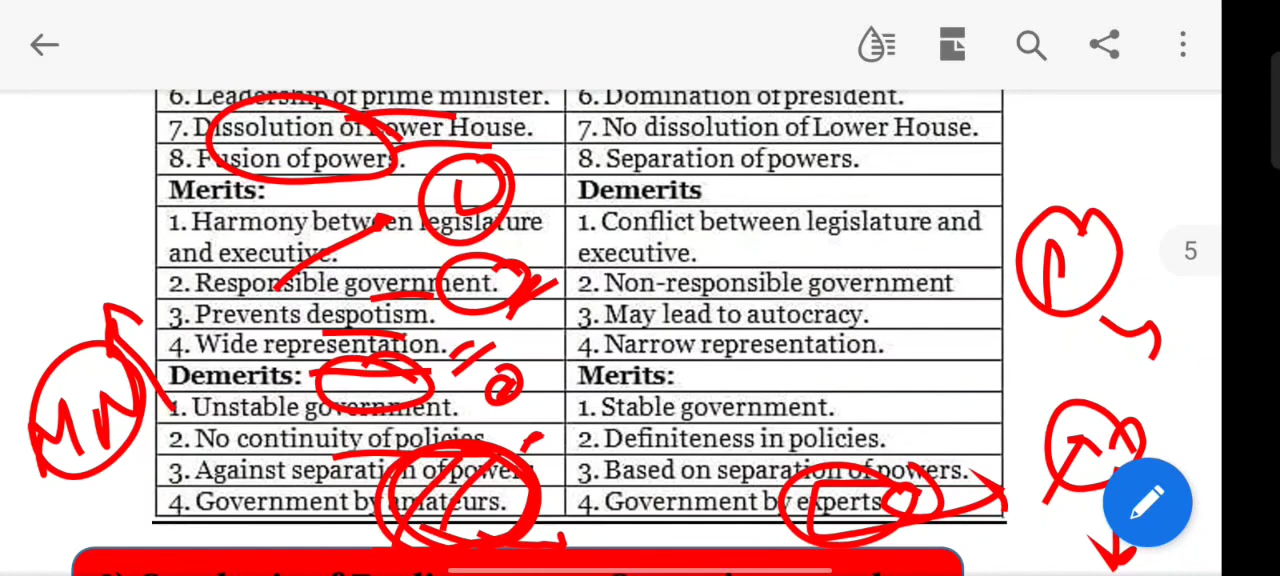 6. Leadership of prime minister. 6. Domination of president.
7. Dissolution of Lower House. 7. No dissolution of Lower House.
8. Fusion of powers. 8. Separation of powers.
Merits: Demerits
1. Harmony between legislature 1. Conflict between legislature and
and executive. executive.
2. Responsible government. 2. Non-responsible government
3. Prevents despotism. 3. May lead to autocracy.
4. Wide representation. 4. Narrow representation.
Demerits: Merits:
1. Unstable government. 1. Stable government.
2. No continuity of policies 2. Definiteness in policies.
3. Against separation of powers 3. Based on separation of powers.
4. Government by amateurs. 4. Government by experts
5
L
MN